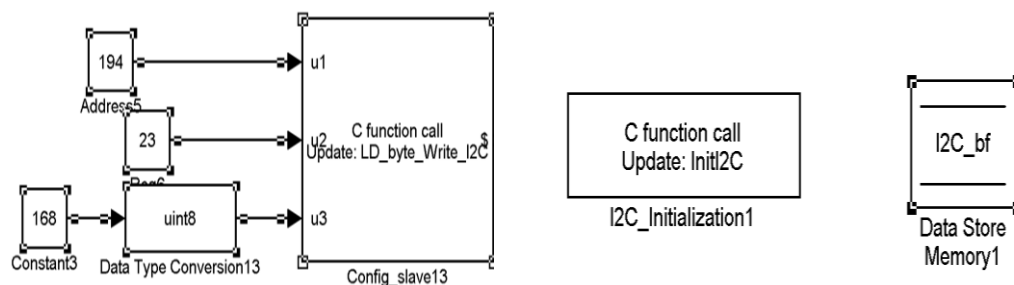 194
Address5
23
Reg6
168
Constant3
uint8
Data Type Conversion13
u1
u2
u3
C function call
Update: LD_byte_Write_I2C
$
Config_slave13
C function call
Update: InitI2C
I2C_Initialization1
I2C_bf
Data Store
Memory1